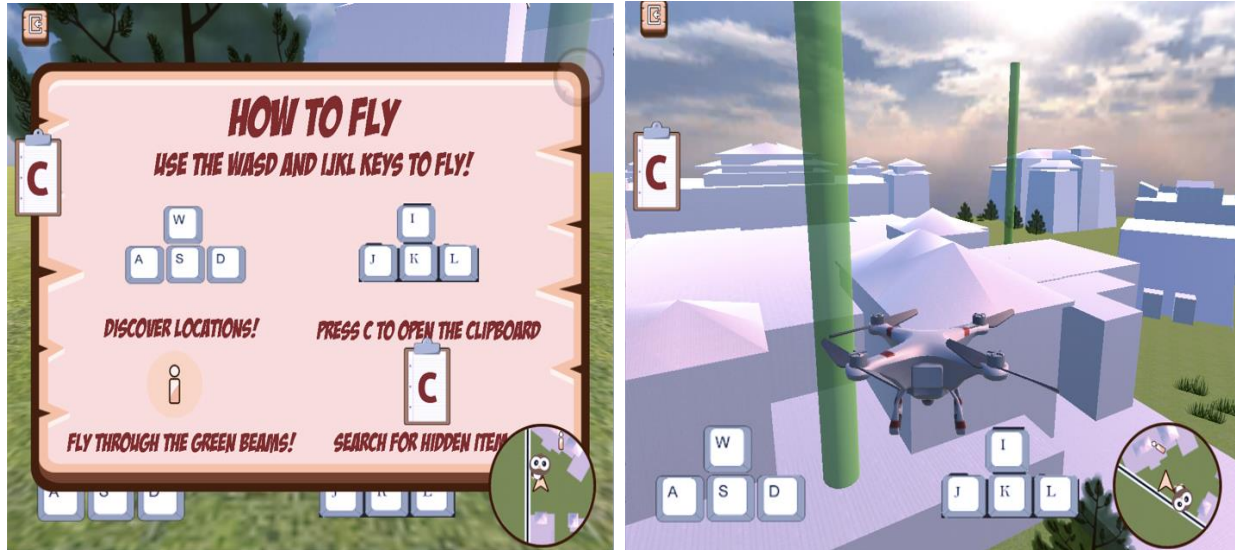 C
HOW TO FLY
USE THE WASD AND IJKL KEYS TO FLY!
C
W
I
A S D
J K L
DISCOVER LOCATIONS!
PRESS C TO OPEN THE CLIPBOARD
i
C
FLY THROUGH THE GREEN BEAMS!
SEARCH FOR HIDDEN ITEM
A S D
J K L
C
C
W
I
A S D
J K L